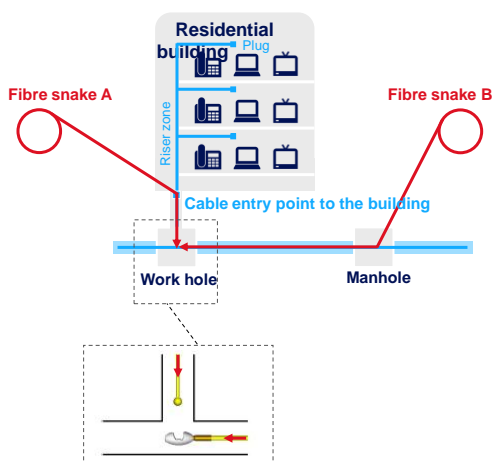 Residential
building
Plug
Fibre snake A
Fibre snake B
Riser zone
Cable entry point to the building
Work hole
Manhole